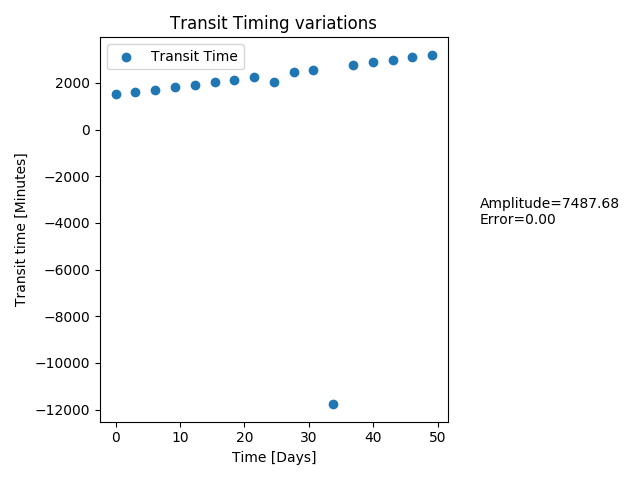 Transit Timing variations
Transit Time
2000
0
−2000
−4000
−6000
−8000
−10000
−12000
Transit time [Minutes]
0 10 20 30 40 50
Time [Days]
Amplitude=7487.68
Error=0.00